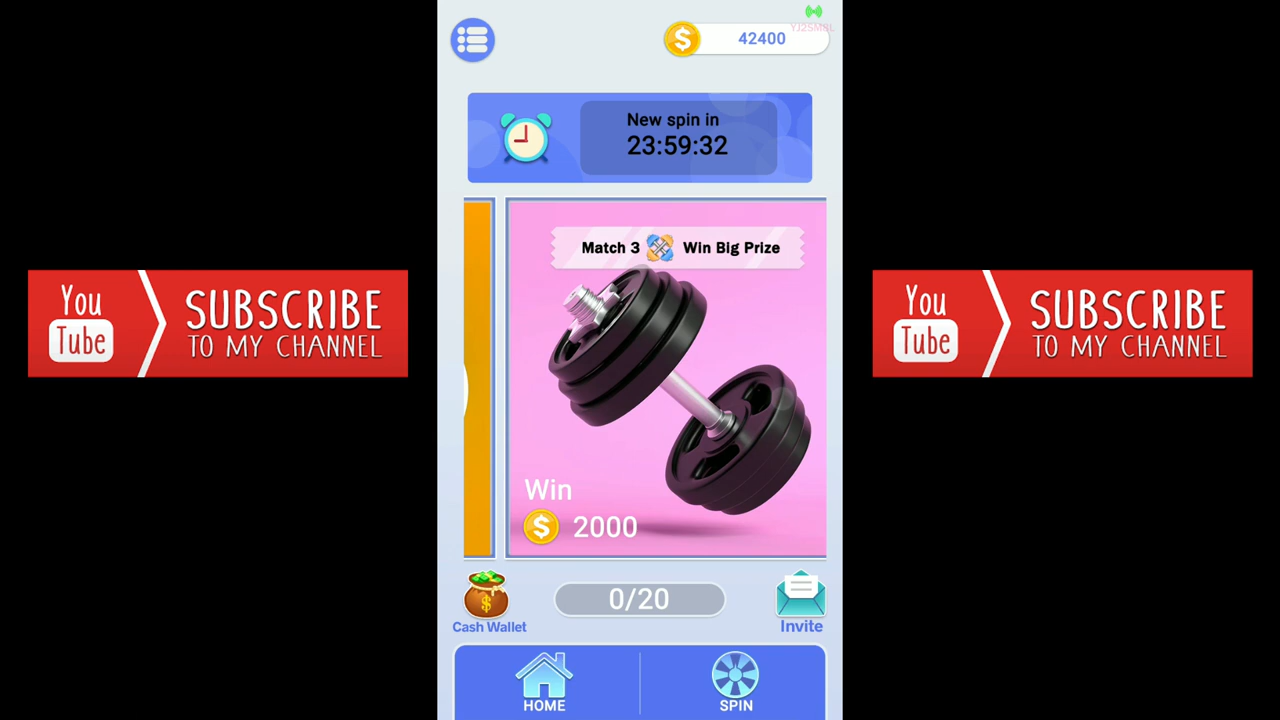 YJ2SM8L
42400
New spin in
23:59:32
Match 3 Win Big Prize
Win
2000
Cash Wallet
0/20
Invite
HOME
SPIN
You
Tube
SUBSCRIBE
TO MY CHANNEL
You
Tube
SUBSCRIBE
TO MY CHANNEL